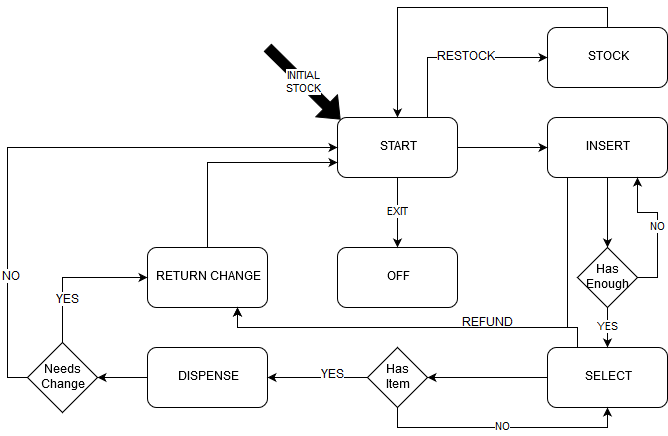 STOCK
RESTOCK
INITIAL
STOCK
START
INSERT
EXIT
NO
RETURN CHANGE
OFF
Has
Enough
NO
YES
REFUND
YES
Needs
Change
DISPENSE
YES
Has
Item
SELECT
NO